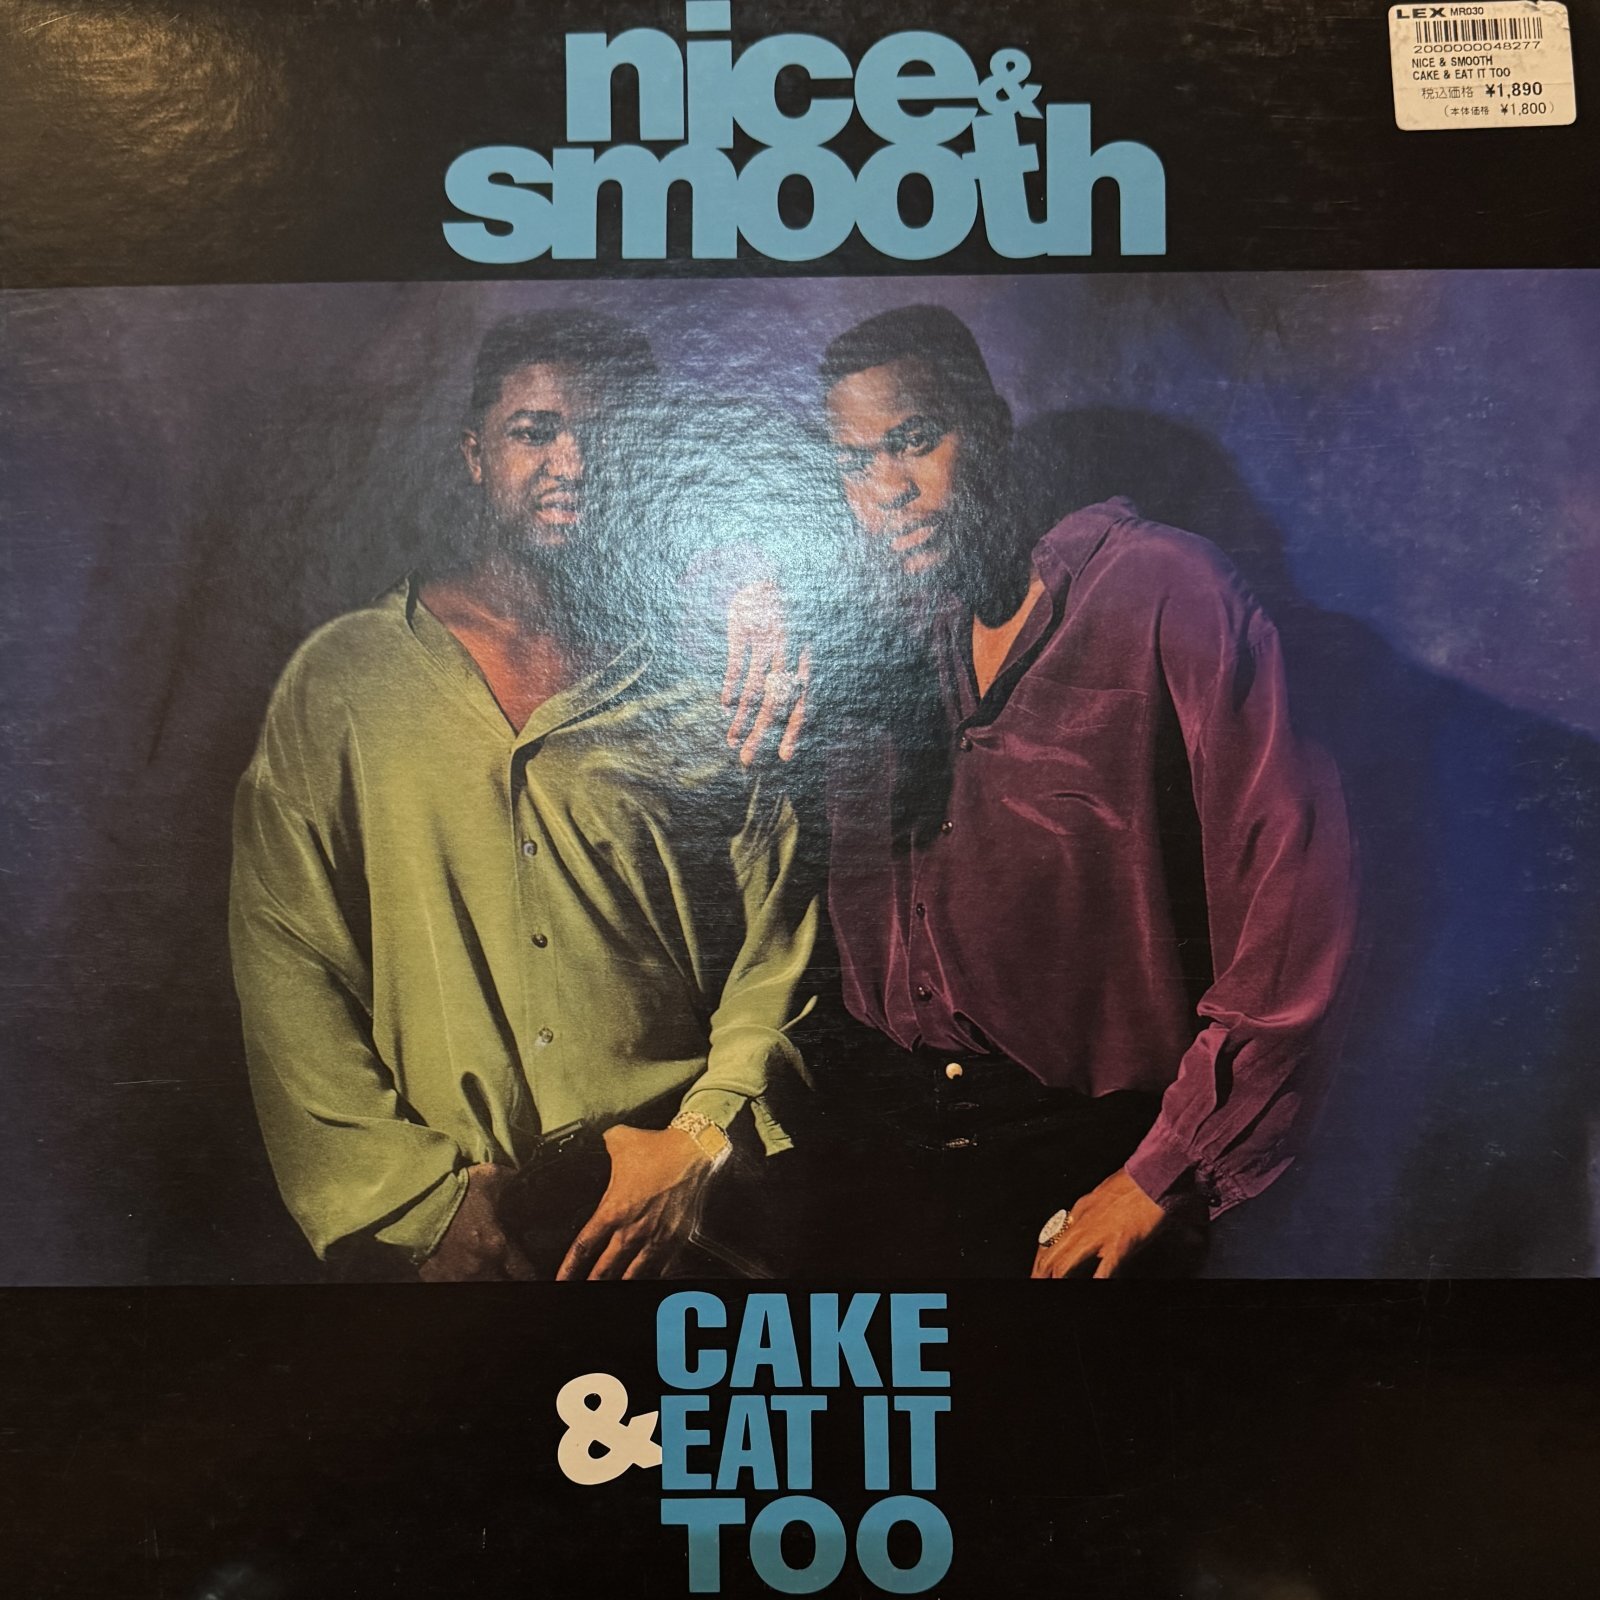 nice &
smooth
LEX MR030
2000000048277
NICE & SMOOTH
CAKE & EAT IT TOO
税込価格 ¥1,890
(本体価格 ¥1,800)
CAKE
& EAT IT
TOO